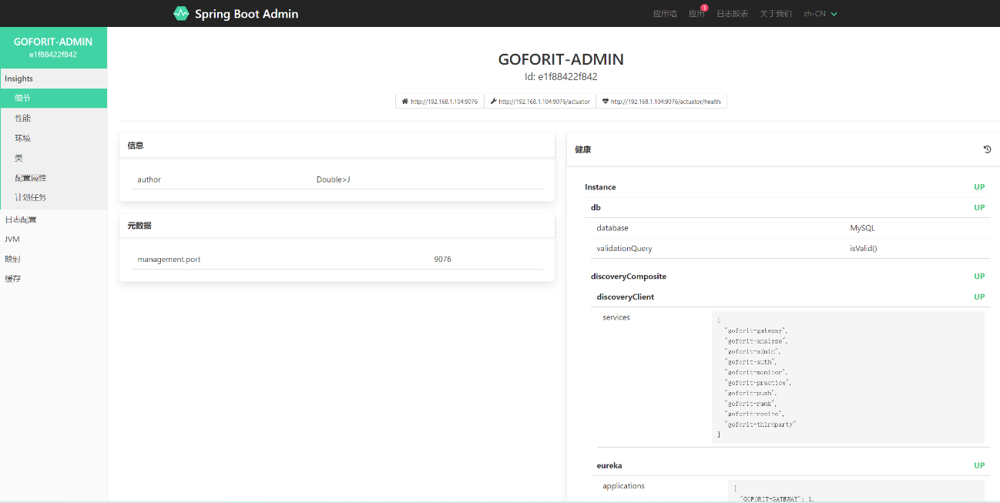 Spring Boot Admin
应用墙 应用 1 日志报表 关于我们 zh-CN
GOFORIT-ADMIN
e1f88422f842
Insights
细节
性能
环境
类
配置属性
计划任务
日志配置
JVM
映射
缓存
GOFORIT-ADMIN
Id: e1f88422f842
http://192.168.1.104:9076 http://192.168.1.104:9076/actuator http://192.168.1.104:9076/actuator/health
信息
author Double>J
元数据
management.port 9076
健康
Instance UP
db UP
database MySQL
validationQuery isValid()
discoveryComposite UP
discoveryClient UP
services
[
"goforit-gateway",
"goforit-analyse",
"goforit-admin",
"goforit-auth",
"goforit-monitor",
"goforit-practice",
"goforit-push",
"goforit-rank",
"goforit-recite",
"goforit-thirdparty"
]
eureka UP
applications
[
"GOFORIT-GATEWAY": 1,